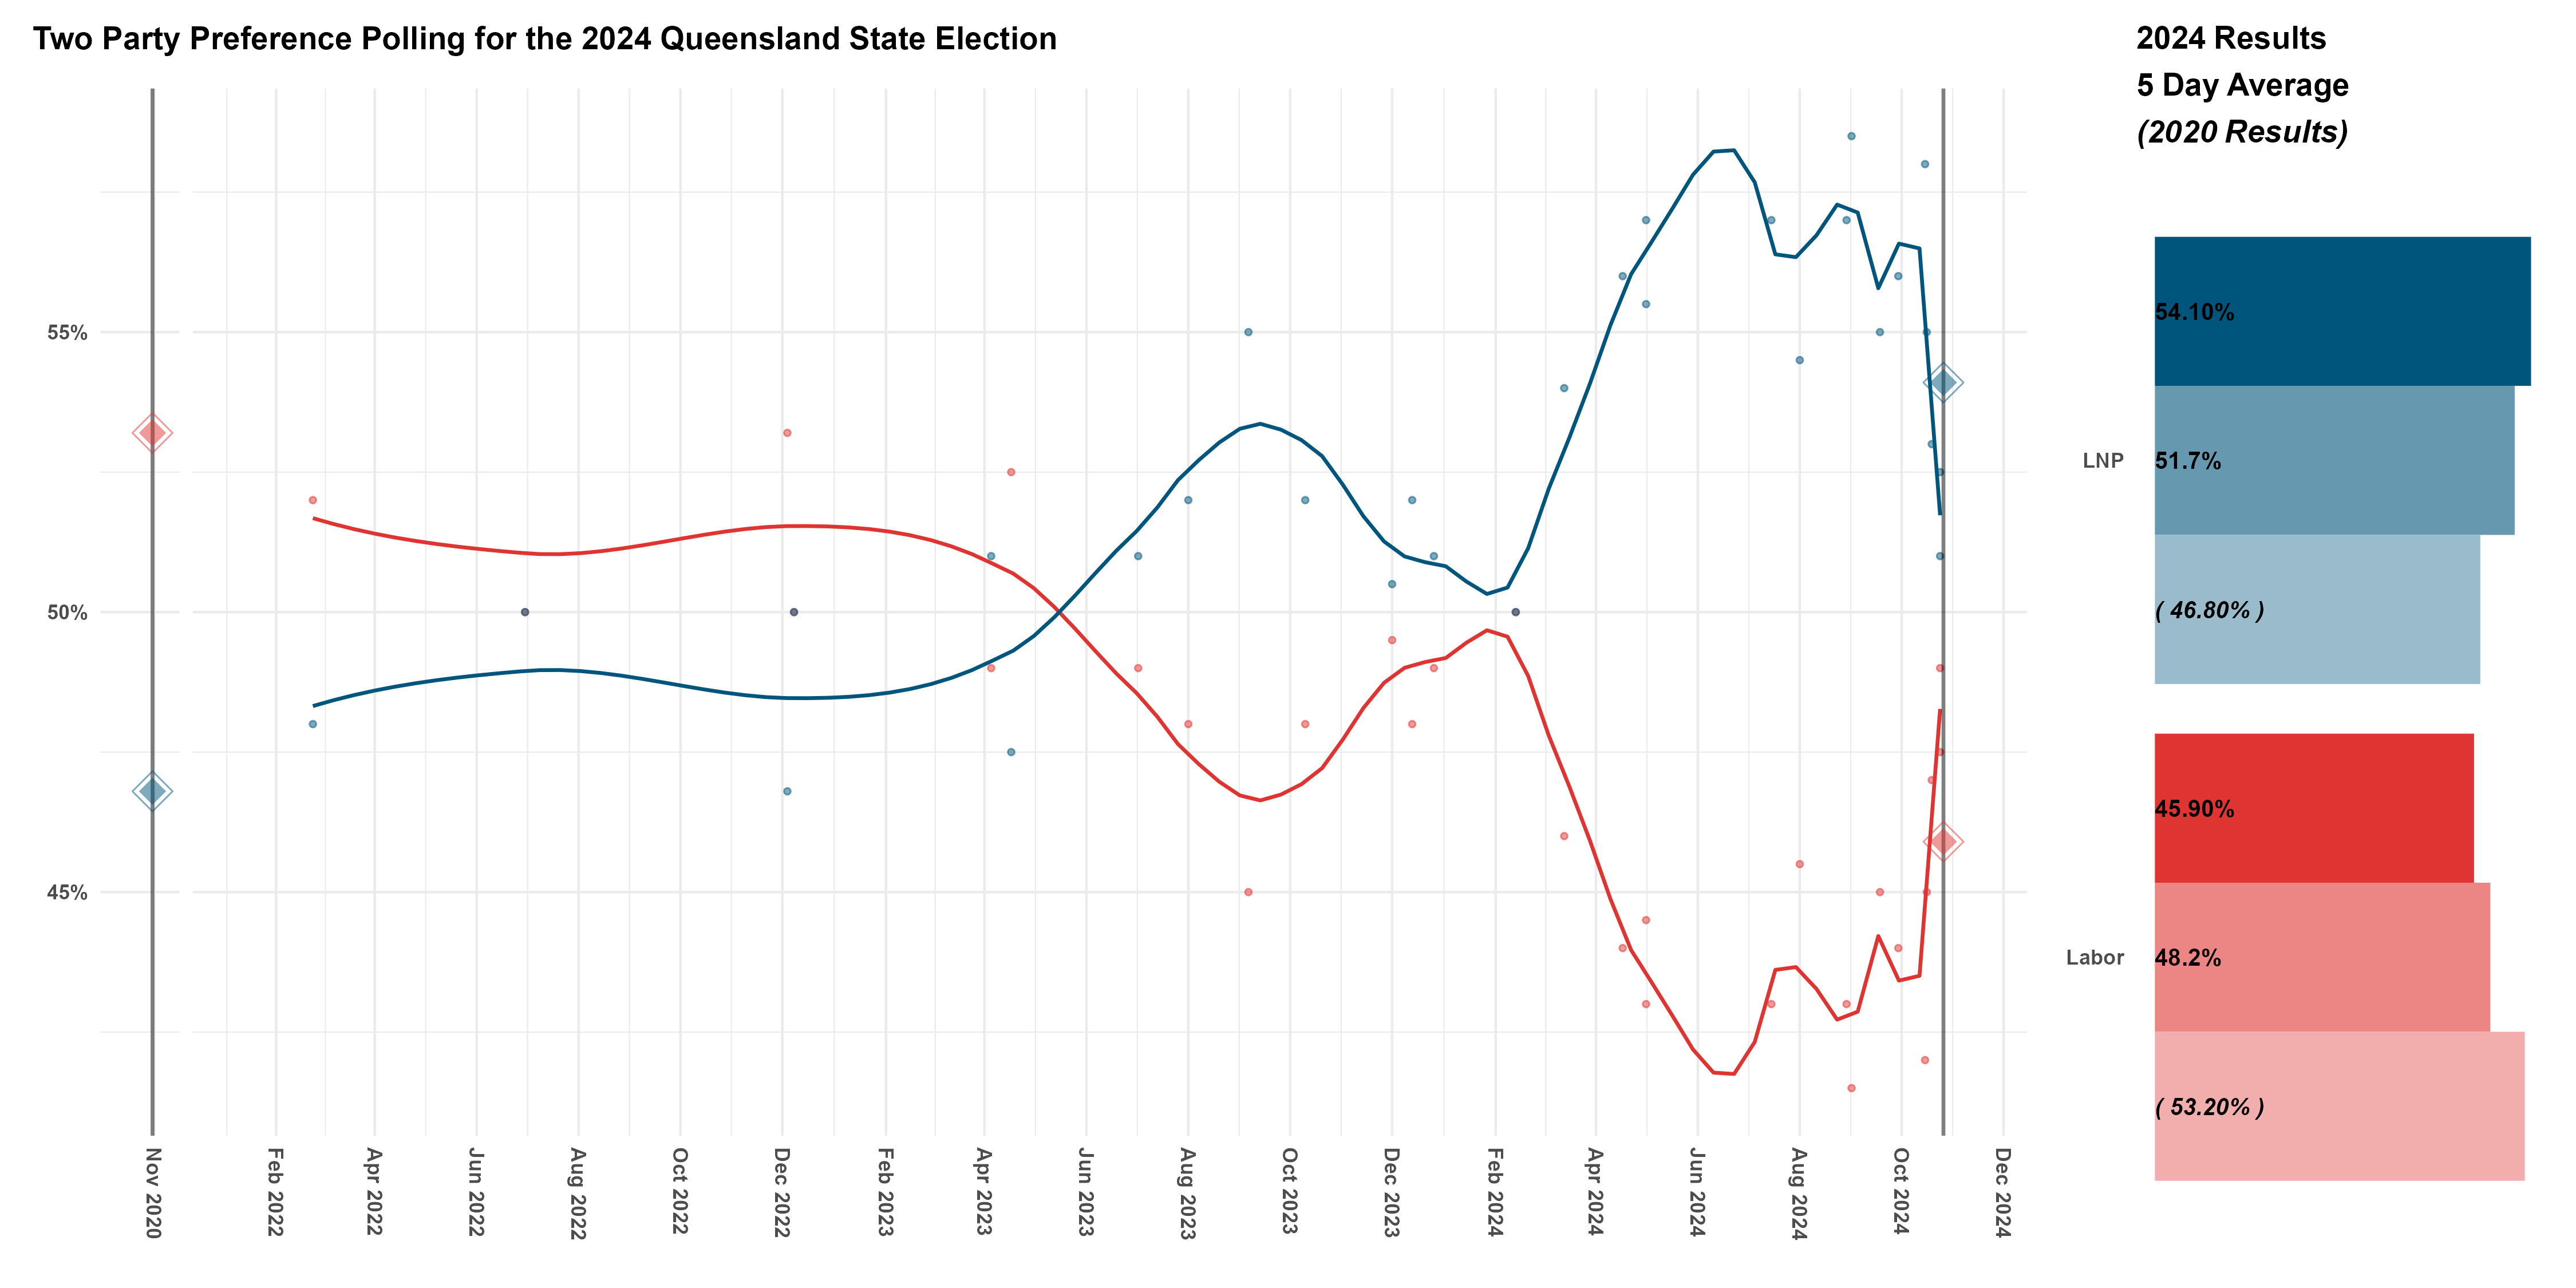 Two Party Preference Polling for the 2024 Queensland State Election
2024 Results
5 Day Average
(2020 Results)
55%
50%
45%
Nov 2020
Feb 2022
Apr 2022
Jun 2022
Aug 2022
Oct 2022
Dec 2022
Feb 2023
Apr 2023
Jun 2023
Aug 2023
Oct 2023
Dec 2023
Feb 2024
Apr 2024
Jun 2024
Aug 2024
Oct 2024
Dec 2024
LNP
54.10%
51.7%
( 46.80% )
Labor
45.90%
48.2%
( 53.20% )